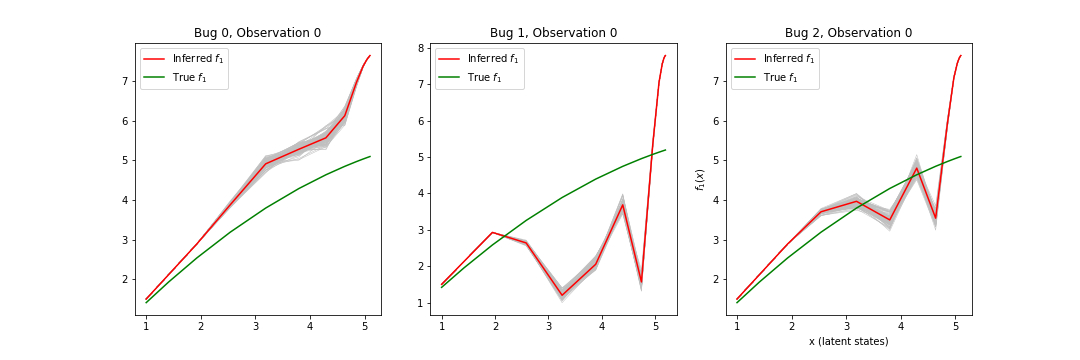 Bug 0, Observation 0
Inferred f₁
True f₁
7
6
5
4
3
2
1 2 3 4 5
Bug 1, Observation 0
Inferred f₁
True f₁
8
7
6
5
4
3
2
1
1 2 3 4 5
Bug 2, Observation 0
Inferred f₁
True f₁
f₁(x)
7
6
5
4
3
2
1 2 3 4 5
x (latent states)